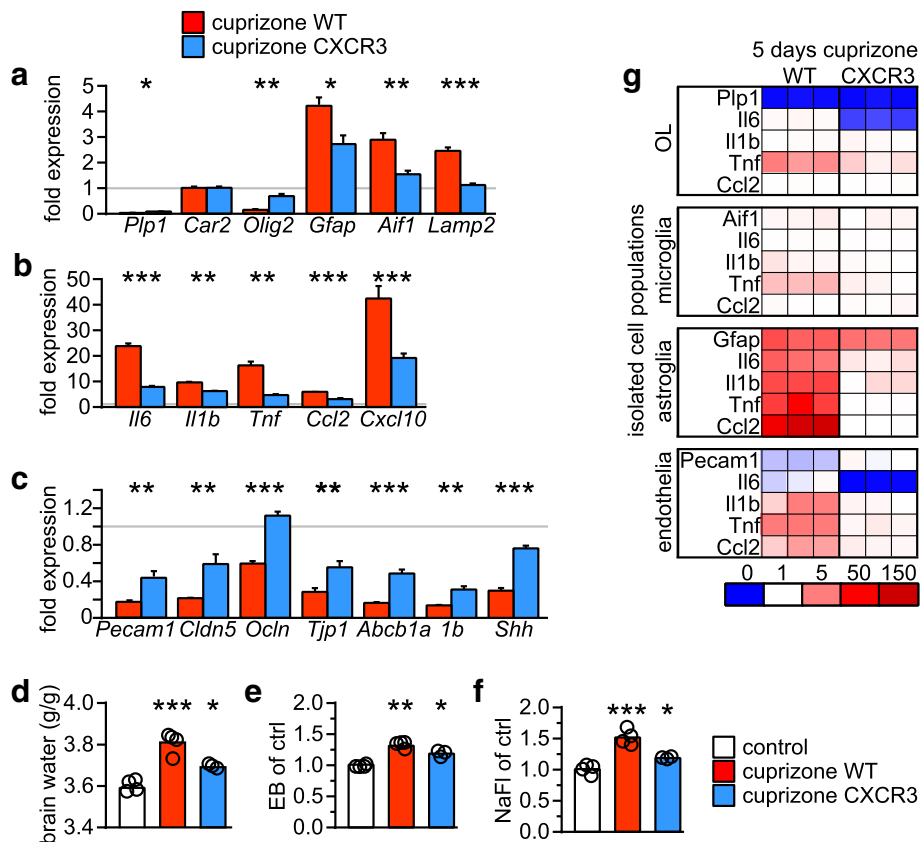 cuprizone WT
cuprizone CXCR3
a
* ** * ** ***
fold expression
5
4
3
2
1
0
Plp1 Car2 Olig2 Gfap Aif1 Lamp2
b
*** ** ** *** ***
fold expression
50
40
30
20
10
0
Il6 Il1b Tnf Ccl2 Cxcl10
c
** ** *** ** *** ** ***
fold expression
1.2
0.8
0.4
0
Pecam1 Cldn5 Ocln Tjp1 Abcb1a 1b Shh
d
brain water (g/g)
4.0
3.8
3.6
3.4
*** *
e
EB of ctrl
2.0
1.5
1.0
0.5
0.0
** *
f
NaFl of ctrl
2.0
1.5
1.0
0.5
0.0
*** *
control
cuprizone WT
cuprizone CXCR3
g
5 days cuprizone
WT CXCR3
isolated cell populations
OL
Plp1
Il6
Il1b
Tnf
Ccl2
microglia
Aif1
Il6
Il1b
Tnf
Ccl2
astroglia
Gfap
Il6
Il1b
Tnf
Ccl2
endothelia
Pecam1
Il6
Il1b
Tnf
Ccl2
0 1 5 50 150